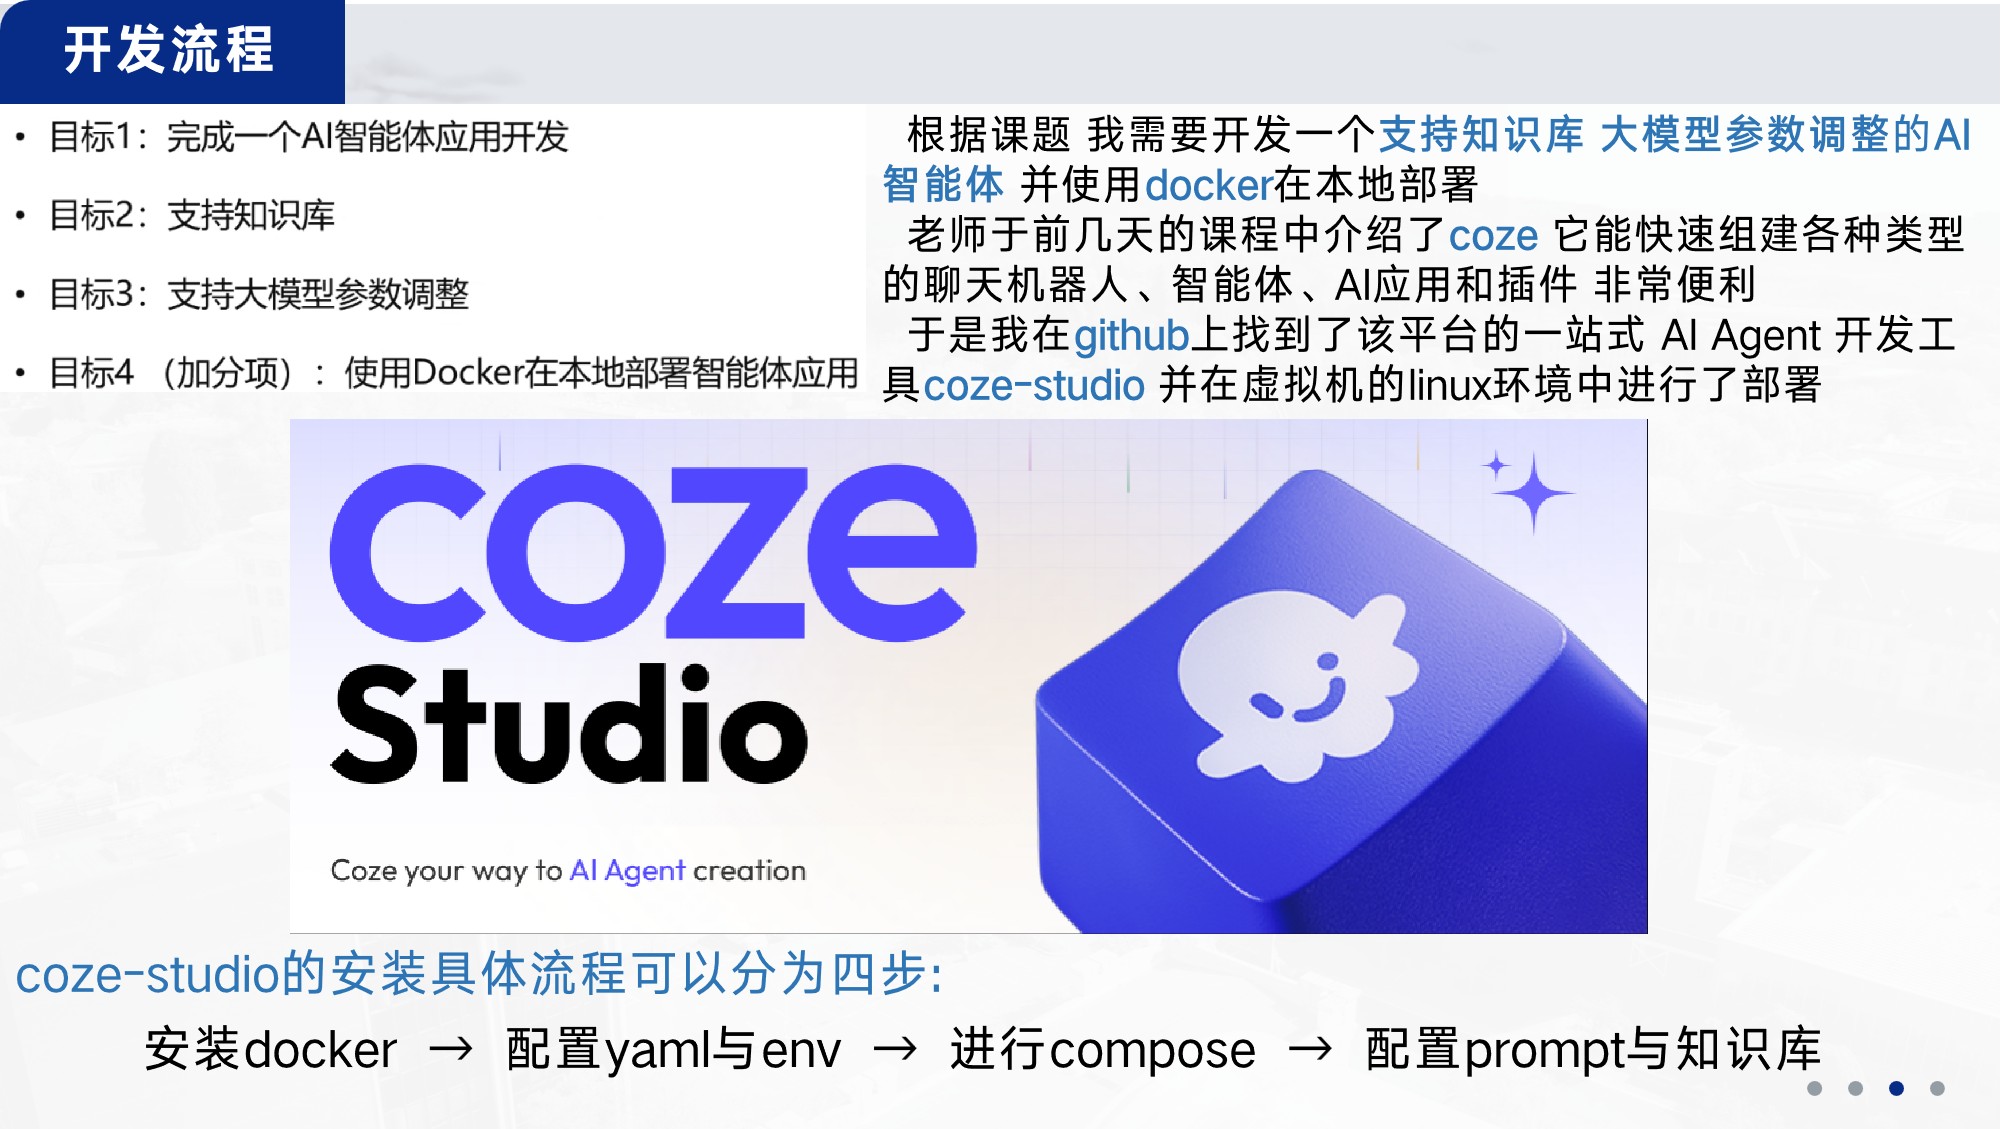 开发流程
• 目标1：完成一个AI智能体应用开发
• 目标2：支持知识库
• 目标3：支持大模型参数调整
• 目标4 （加分项）：使用Docker在本地部署智能体应用
根据课题 我需要开发一个支持知识库 大模型参数调整的AI
智能体 并使用docker在本地部署
老师于前几天的课程中介绍了coze 它能快速组建各种类型
的聊天机器人、智能体、AI应用和插件 非常便利
于是我在github上找到了该平台的一站式 AI Agent 开发工
具coze-studio 并在虚拟机的linux环境中进行了部署
coze
Studio
Coze your way to AI Agent creation
coze-studio的安装具体流程可以分为四步:
安装docker → 配置yaml与env → 进行compose → 配置prompt与知识库